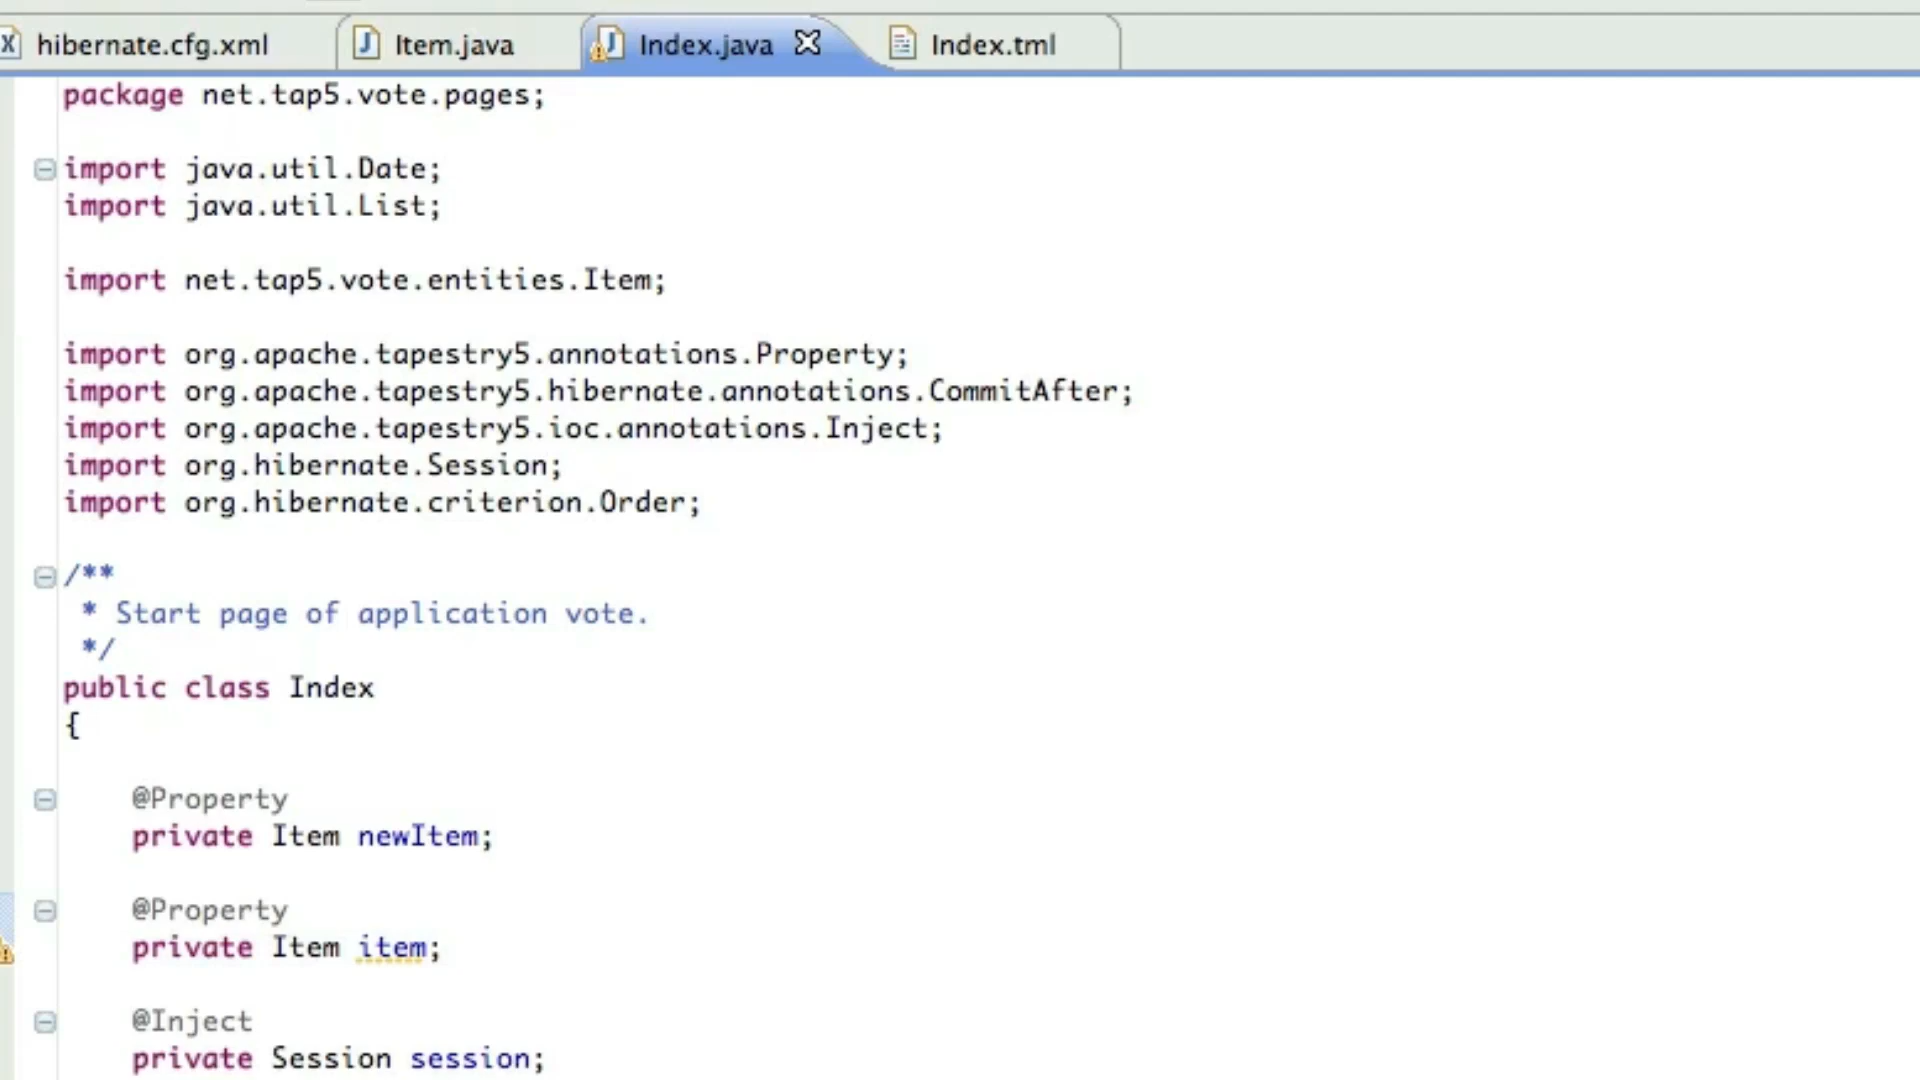 hibernate.cfg.xml Item.java Index.java Index.tml
package net.tap5.vote.pages;
import java.util.Date;
import java.util.List;
import net.tap5.vote.entities.Item;
import org.apache.tapestry5.annotations.Property;
import org.apache.tapestry5.hibernate.annotations.CommitAfter;
import org.apache.tapestry5.ioc.annotations.Inject;
import org.hibernate.Session;
import org.hibernate.criterion.Order;
/**
* Start page of application vote.
*/
public class Index
{
@Property
private Item newItem;
@Property
private Item item;
@Inject
private Session session;